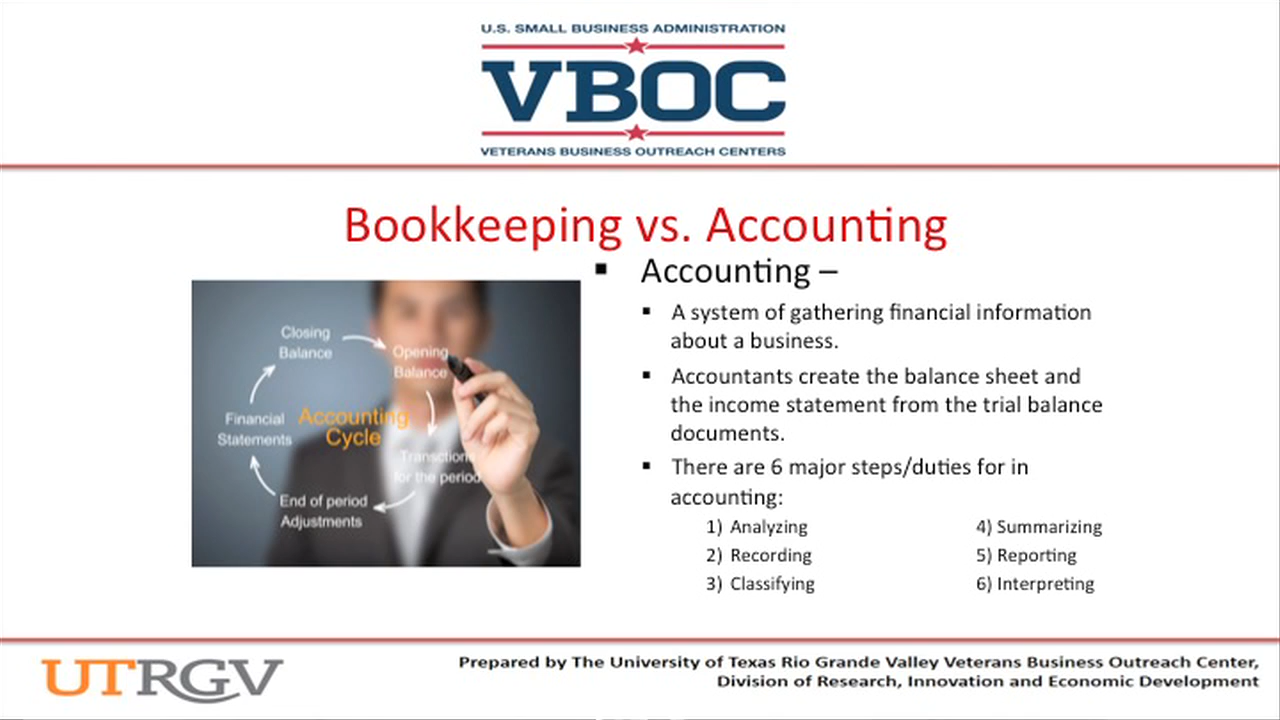 U.S. SMALL BUSINESS ADMINISTRATION
VBOC
VETERANS BUSINESS OUTREACH CENTERS
Bookkeeping vs. Accounting
Closing
Balance
Opening
Balance
Financial
Statements
Accounting
Cycle
Transctions
for the period
End of period
Adjustments
▪ Accounting –
▪ A system of gathering financial information
about a business.
▪ Accountants create the balance sheet and
the income statement from the trial balance
documents.
▪ There are 6 major steps/duties for in
accounting:
1) Analyzing
2) Recording
3) Classifying
4) Summarizing
5) Reporting
6) Interpreting
UTRGV
Prepared by The University of Texas Rio Grande Valley Veterans Business Outreach Center,
Division of Research, Innovation and Economic Development